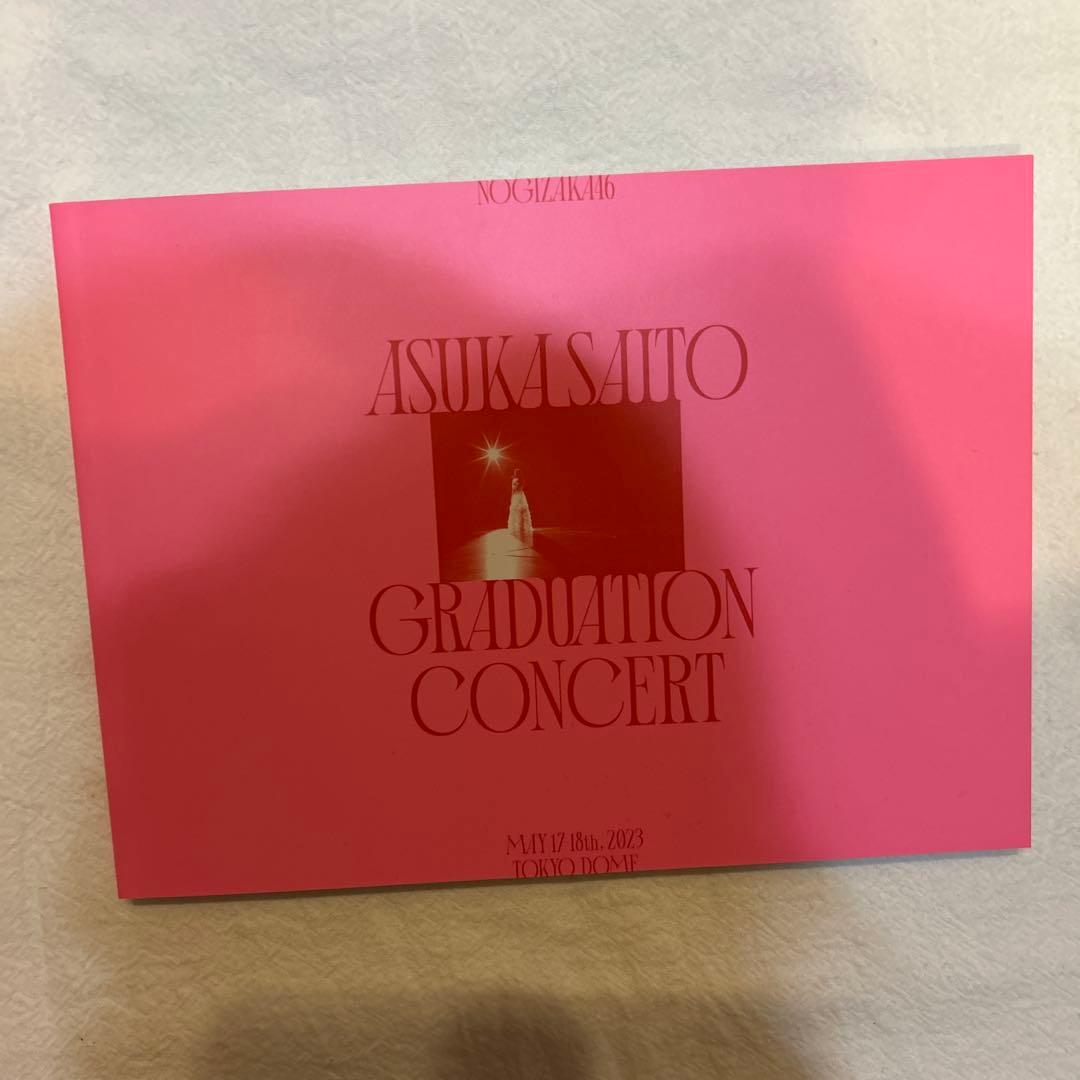 NOGIZAKA46
ASUKA SAITO
GRADUATION
CONCERT
MAY 17-18th, 2023
TOKYO DOME